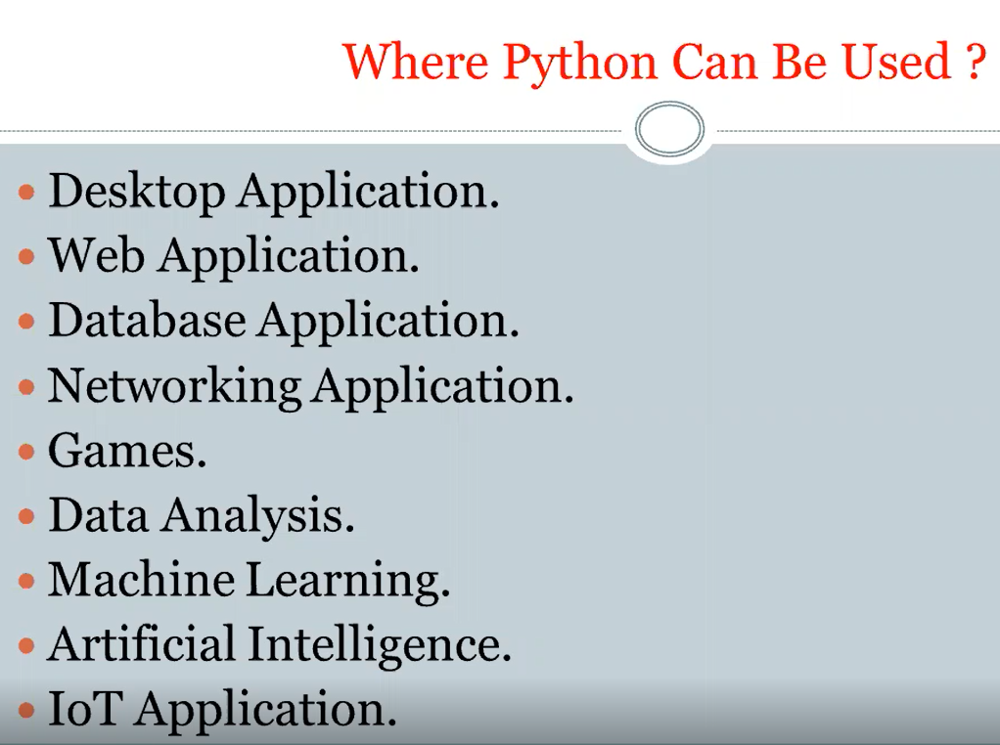 Where Python Can Be Used ?
• Desktop Application.
• Web Application.
• Database Application.
• Networking Application.
• Games.
• Data Analysis.
• Machine Learning.
• Artificial Intelligence.
• IoT Application.